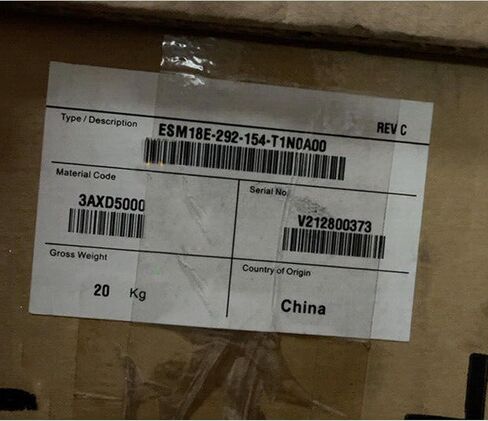 REV C
Type / Description
ESM18E-292-154-T1N0A00
Material Code
3AXD5000
Serial No.
V212800373
Gross Weight
20 Kg
Country of Origin
China